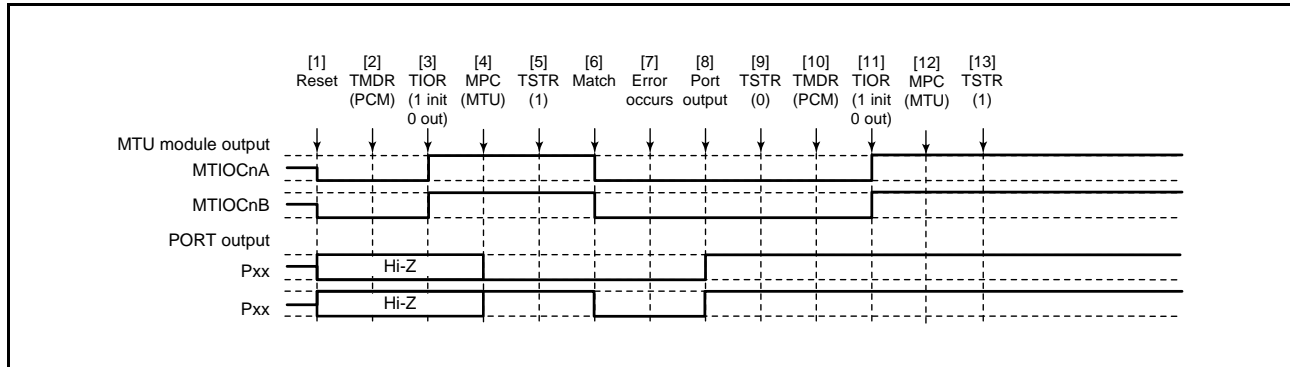 [1] [2] [3] [4] [5] [6] [7] [8] [9] [10] [11] [12] [13]
Reset TMDR TIOR MPC TSTR Match Error Port TSTR TMDR TIOR MPC TSTR
(PCM) (1 init (MTU) (1) occurs output (0) (PCM) (1 init (MTU) (1)
0 out) 0 out)
MTU module output
MTIOCnA
MTIOCnB
PORT output
Pxx Hi-Z
Pxx Hi-Z